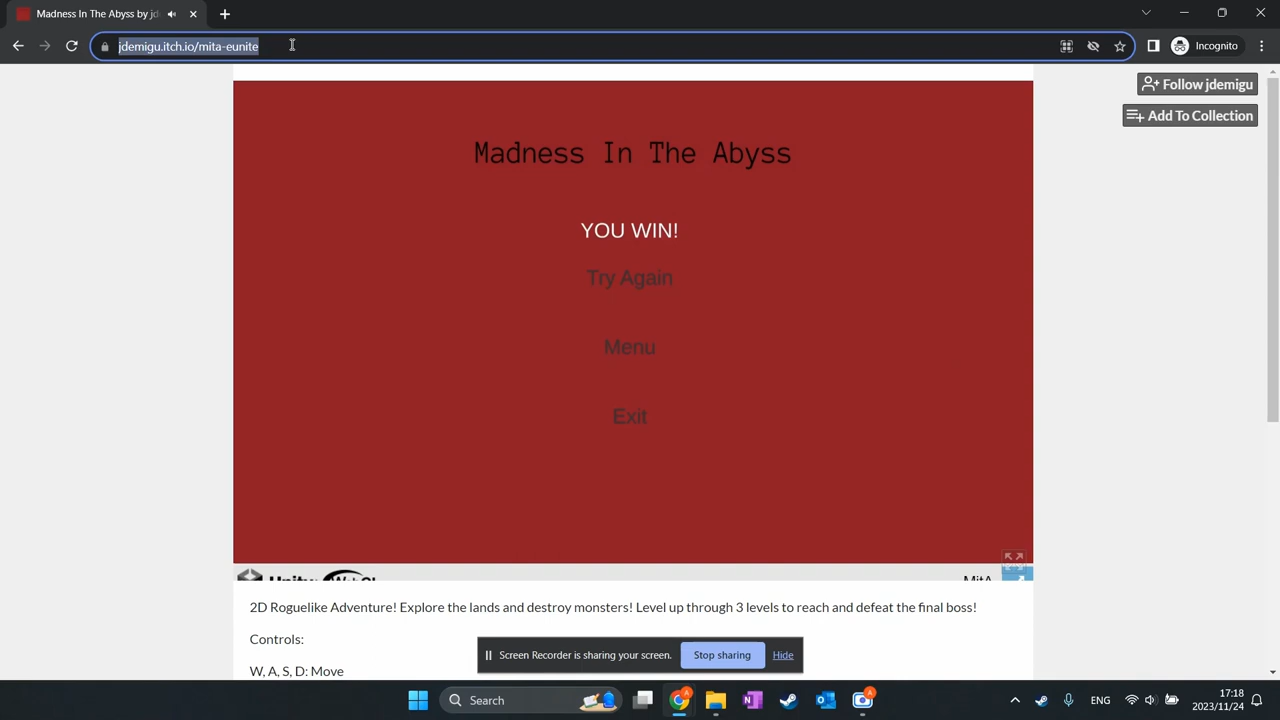 Madness In The Abyss by jd
jdemigu.itch.io/mita-eunite
Incognito
Follow jdemigu
Add To Collection
Madness In The Abyss
YOU WIN!
Try Again
Menu
Exit
MitA
2D Roguelike Adventure! Explore the lands and destroy monsters! Level up through 3 levels to reach and defeat the final boss!
Controls:
W, A, S, D: Move
Screen Recorder is sharing your screen.
Stop sharing
Hide
Search
ENG
17:18
2023/11/24